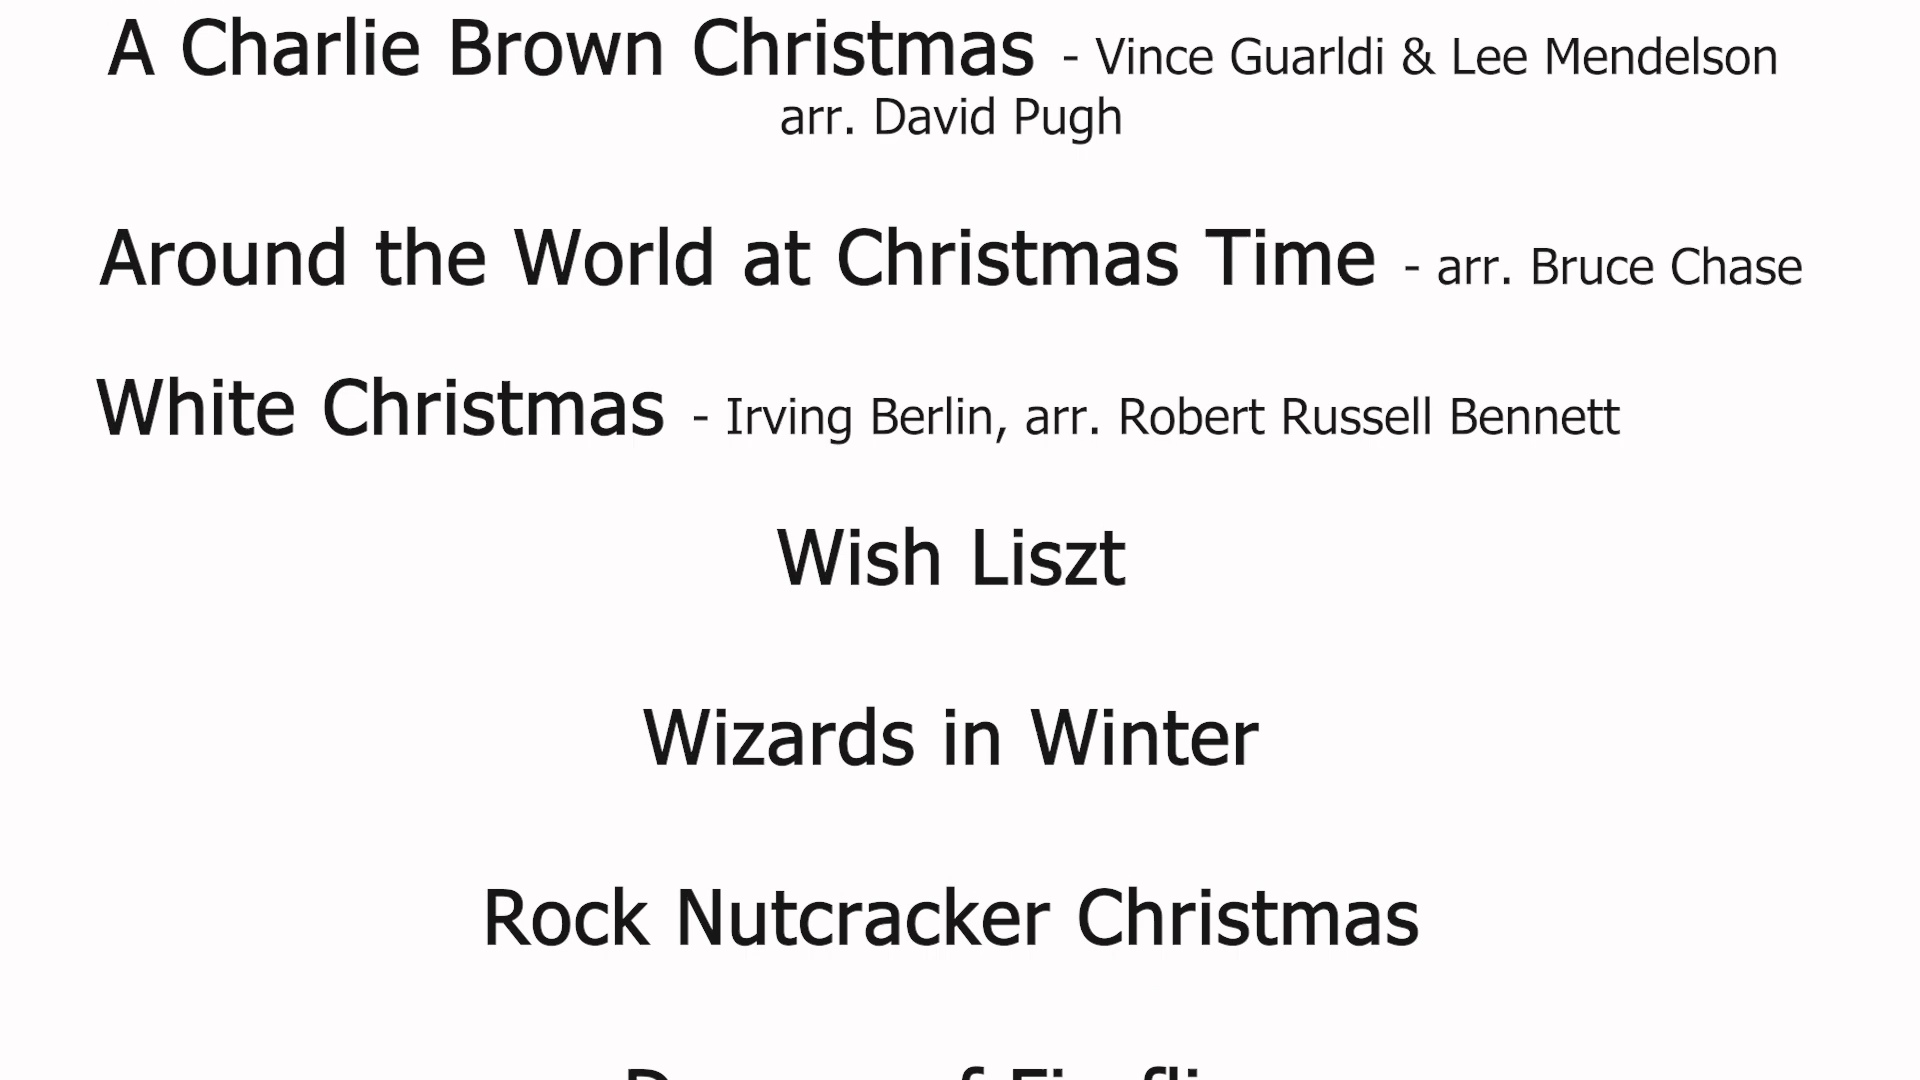 A Charlie Brown Christmas - Vince Guarldi & Lee Mendelson
arr. David Pugh
Around the World at Christmas Time - arr. Bruce Chase
White Christmas - Irving Berlin, arr. Robert Russell Bennett
Wish Liszt
Wizards in Winter
Rock Nutcracker Christmas